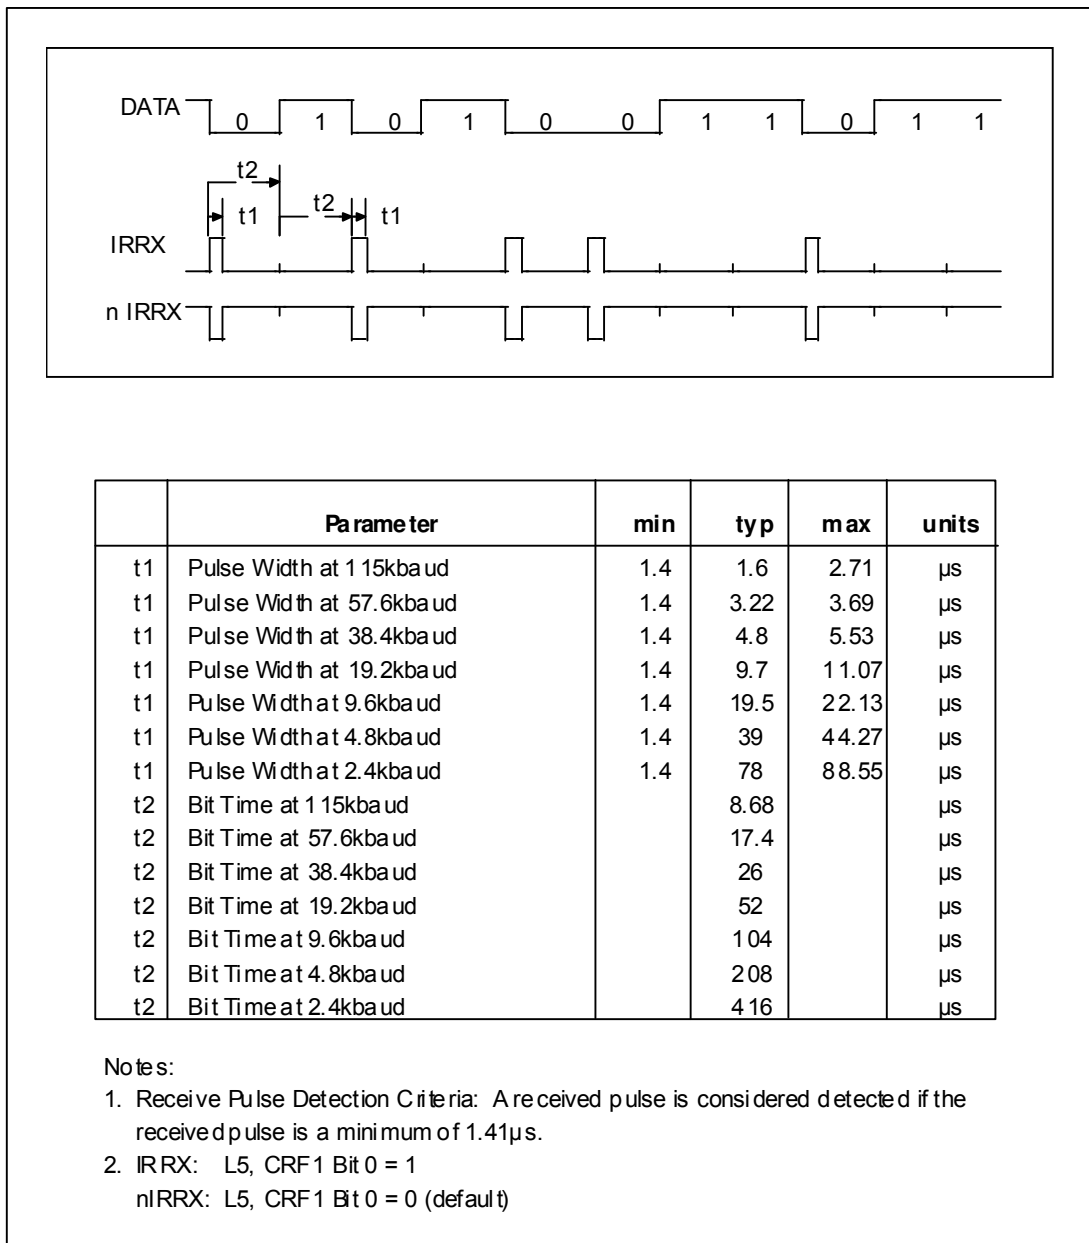 DATA 0 1 0 1 0 0 1 1 0 1 1
t2
t2
t1 t1
IRRX
n IRRX
Parameter min typ max units
t1 Pulse Width at 115kbaud 1.4 1.6 2.71 µs
t1 Pulse Width at 57.6kbaud 1.4 3.22 3.69 µs
t1 Pulse Width at 38.4kbaud 1.4 4.8 5.53 µs
t1 Pulse Width at 19.2kbaud 1.4 9.7 11.07 µs
t1 Pulse Width at 9.6kbaud 1.4 19.5 22.13 µs
t1 Pulse Width at 4.8kbaud 1.4 39 44.27 µs
t1 Pulse Width at 2.4kbaud 1.4 78 88.55 µs
t2 Bit Time at 115kbaud 8.68 µs
t2 Bit Time at 57.6kbaud 17.4 µs
t2 Bit Time at 38.4kbaud 26 µs
t2 Bit Time at 19.2kbaud 52 µs
t2 Bit Time at 9.6kbaud 104 µs
t2 Bit Time at 4.8kbaud 208 µs
t2 Bit Time at 2.4kbaud 416 µs
Notes:
1. Receive Pulse Detection Criteria: A received pulse is considered detected if the
received pulse is a minimum of 1.41µs.
2. IRRX: L5, CRF1 Bit 0 = 1
nIRRX: L5, CRF1 Bit 0 = 0 (default)